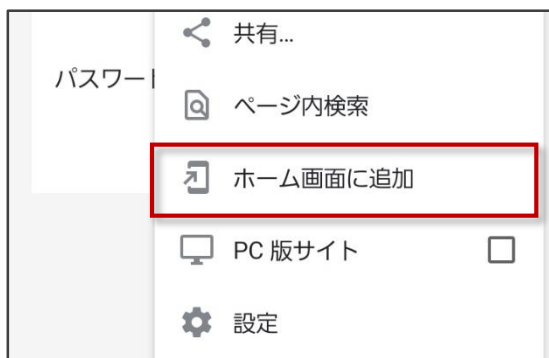 共有...
パスワー
ページ内検索
ホーム画面に追加
PC 版サイト
設定